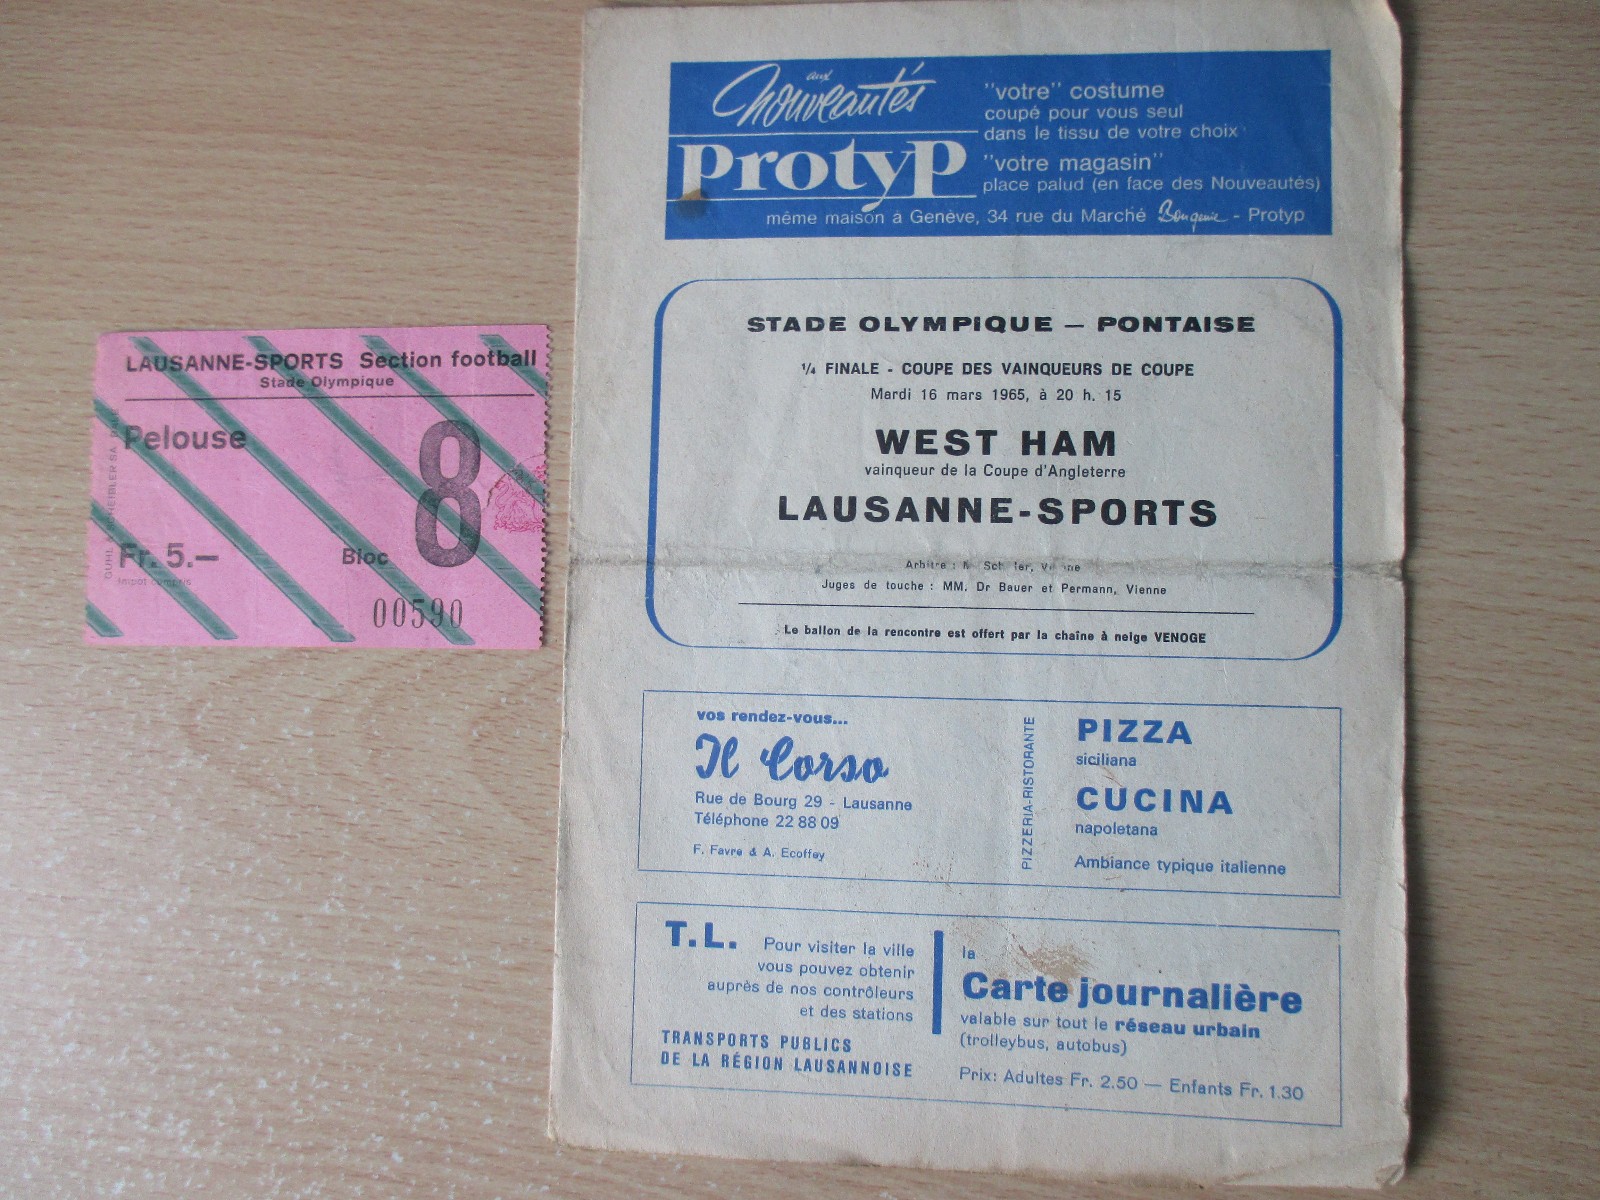 LAUSANNE-SPORTS Section football
Stade Olympique
Pelouse
8
Fr. 5.—
Impôt compris
Bloc
00590
aux
Nouveautés
Protyp
"votre" costume
coupé pour vous seul
dans le tissu de votre choix
"votre magasin"
place palud (en face des Nouveautés)
même maison à Genève, 34 rue du Marché Bongenie - Protyp
STADE OLYMPIQUE — PONTAISE
¼ FINALE - COUPE DES VAINQUEURS DE COUPE
Mardi 16 mars 1965, à 20 h. 15
WEST HAM
vainqueur de la Coupe d'Angleterre
LAUSANNE-SPORTS
Arbitre :
Juges de touche : MM. Dr Bauer et Permann, Vienne
Le ballon de la rencontre est offert par la chaîne à neige VENOGE
vos rendez-vous...
Il Corso
Rue de Bourg 29 - Lausanne
Téléphone 22 88 09
F. Favre & A. Ecoffey
PIZZERIA-RISTORANTE
PIZZA
siciliana
CUCINA
napoletana
Ambiance typique italienne
T.L. Pour visiter la ville
vous pouvez obtenir
auprès de nos contrôleurs
et des stations
TRANSPORTS PUBLICS
DE LA RÉGION LAUSANNOISE
la
Carte journalière
valable sur tout le réseau urbain
(trolleybus, autobus)
Prix: Adultes Fr. 2.50 — Enfants Fr. 1.30